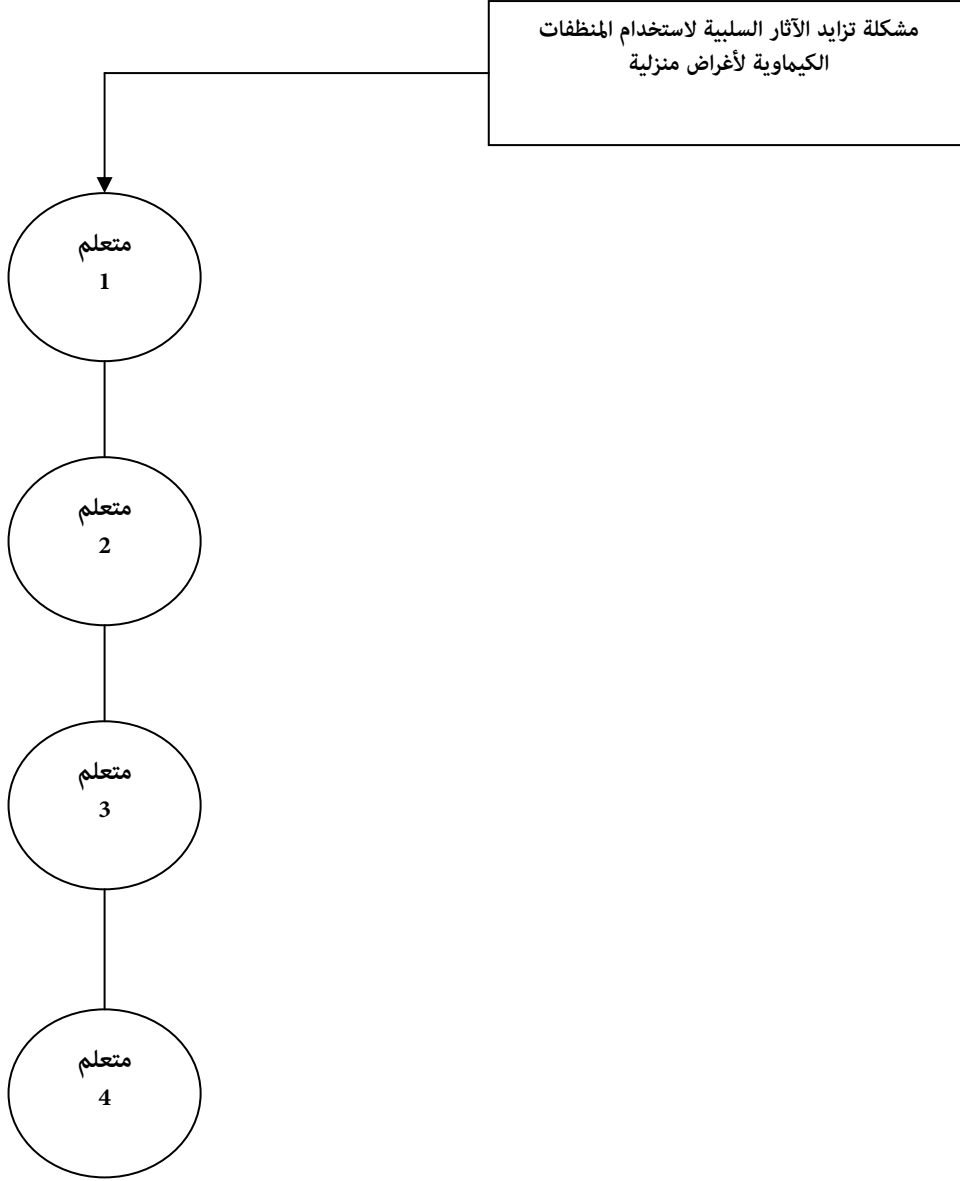 مشكلة تزايد الآثار السلبية لاستخدام المنظفات
الكيماوية لأغراض منزلية
متعلم
1
متعلم
2
متعلم
3
متعلم
4